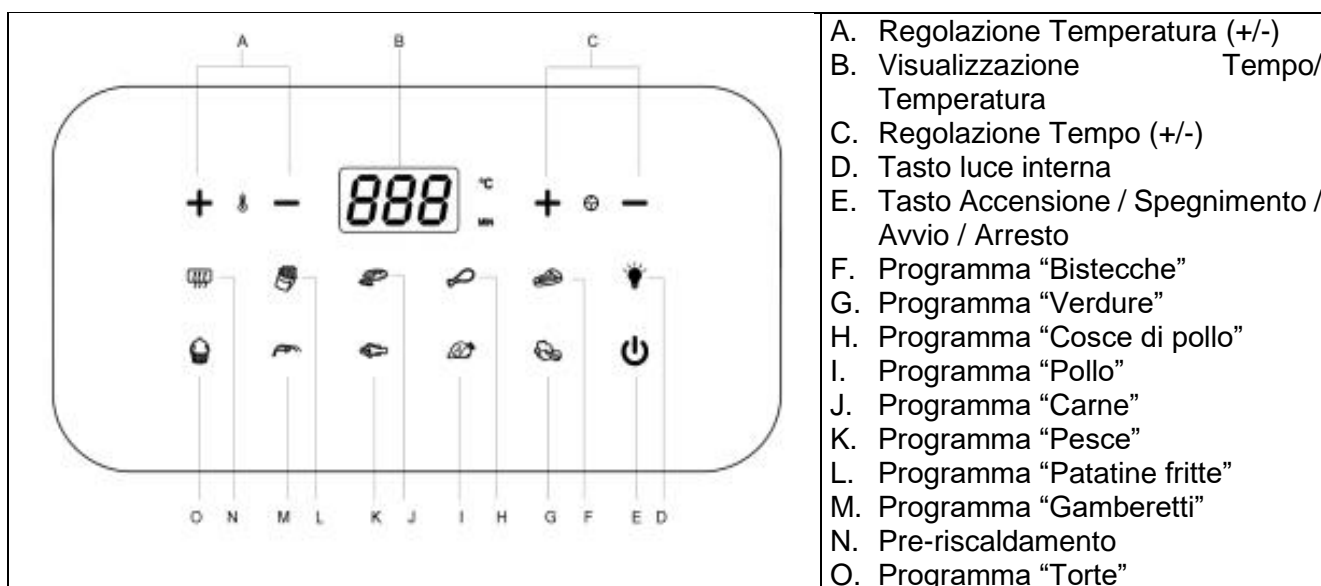 A B C
888 °C
MIN
O N M L K J I H G F E D
A. Regolazione Temperatura (+/-)
B. Visualizzazione Tempo/
Temperatura
C. Regolazione Tempo (+/-)
D. Tasto luce interna
E. Tasto Accensione / Spegnimento /
Avvio / Arresto
F. Programma “Bistecche”
G. Programma “Verdure”
H. Programma “Cosce di pollo”
I. Programma “Pollo”
J. Programma “Carne”
K. Programma “Pesce”
L. Programma “Patatine fritte”
M. Programma “Gamberetti”
N. Pre-riscaldamento
O. Programma “Torte”